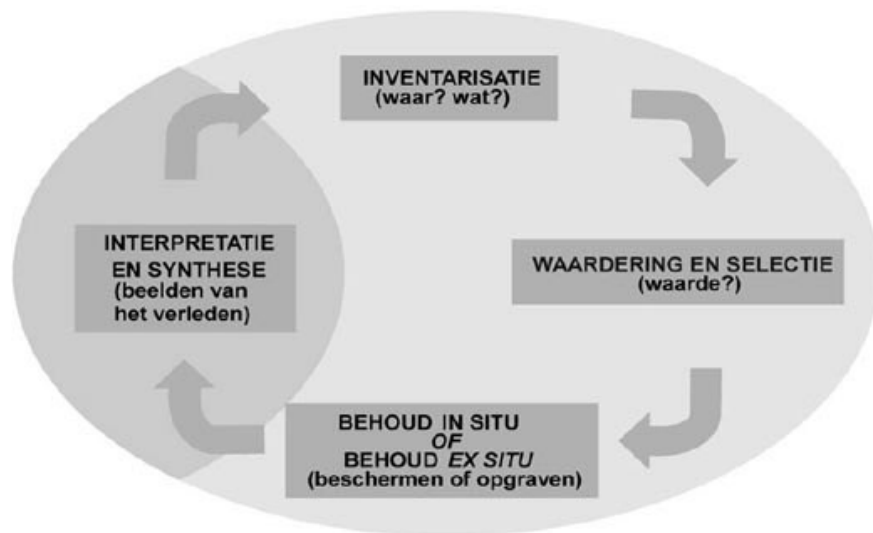 INVENTARISATIE
(waar? wat?)
WAARDERING EN SELECTIE
(waarde?)
BEHOUD IN SITU
OF
BEHOUD EX SITU
(beschermen of opgraven)
INTERPRETATIE
EN SYNTHESE
(beelden van
het verleden)